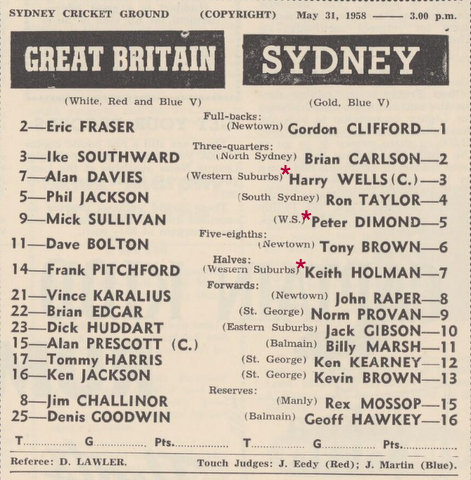 SYDNEY CRICKET GROUND (COPYRIGHT) May 31, 1958 —— 3.00 p.m.
GREAT BRITAIN SYDNEY
(White, Red and Blue V) (Gold, Blue V)
Full-backs:
2—Eric FRASER (Newtown) Gordon CLIFFORD—1
Three-quarters:
3—Ike SOUTHWARD (North Sydney) Brian CARLSON—2
7—Alan DAVIES (Western Suburbs) * Harry WELLS (C.)—3
5—Phil JACKSON (South Sydney) Ron TAYLOR—4
9—Mick SULLIVAN (W.S.) * Peter DIMOND—5
Five-eighths:
11—Dave BOLTON (Newtown) Tony BROWN—6
Halves:
14—Frank PITCHFORD (Western Suburbs) * Keith HOLMAN—7
Forwards:
21—Vince KARALIUS (Newtown) John RAPER—8
22—Brian EDGAR (St. George) Norm PROVAN—9
23—Dick HUDDART (Eastern Suburbs) Jack GIBSON—10
15—Alan PRESCOTT (C.) (Balmain) Billy MARSH—11
17—Tommy HARRIS (St. George) Ken KEARNEY—12
16—Ken JACKSON (St. George) Kevin BROWN—13
Reserves:
8—Jim CHALLINOR (Manly) Rex MOSSOP—15
25—Denis GOODWIN (Balmain) Geoff HAWKEY—16
T............... G............ Pts............... T............... G............ Pts...............
Referee: D. LAWLER. Touch Judges: J. Eedy (Red); J. Martin (Blue).